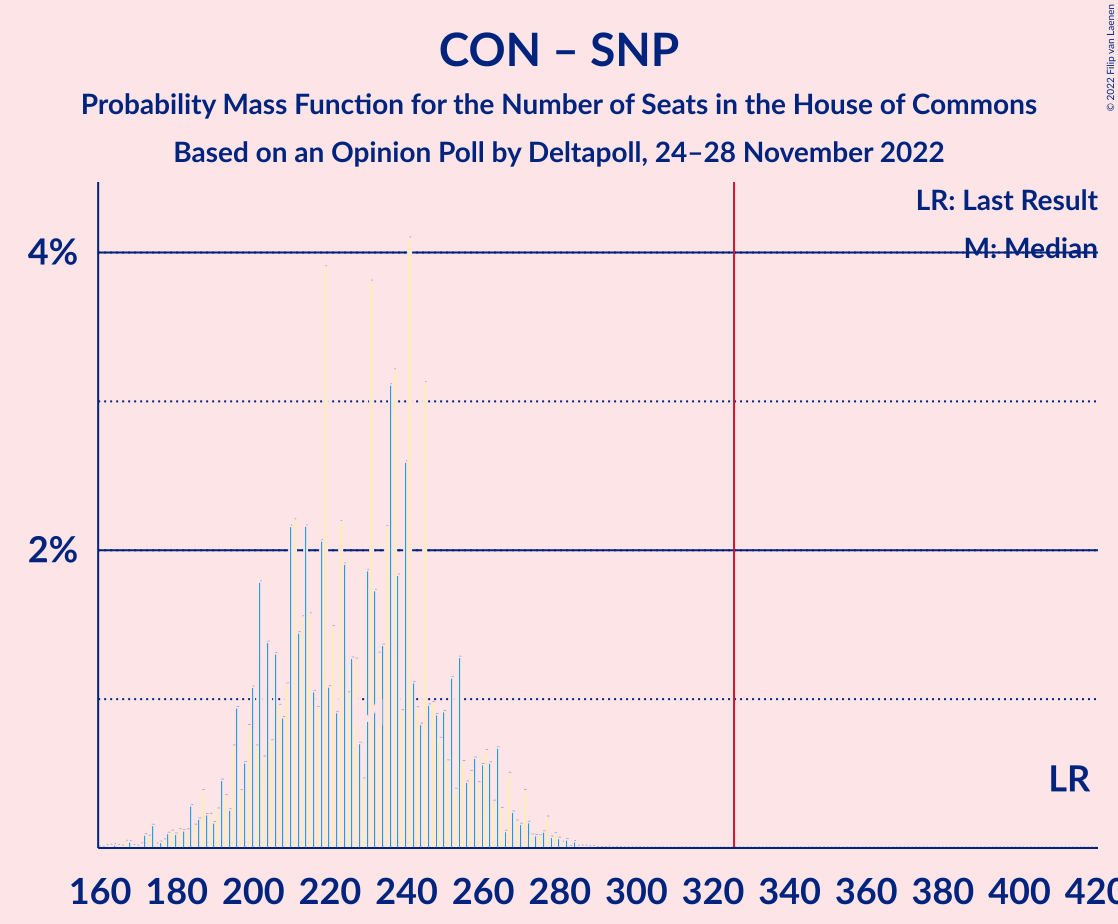 CON – SNP
Probability Mass Function for the Number of Seats in the House of Commons
Based on an Opinion Poll by Deltapoll, 24–28 November 2022
© 2022 Filip van Laenen
LR: Last Result
M: Median
4%
2%
LR
160 180 200 220 240 260 280 300 320 340 360 380 400 420